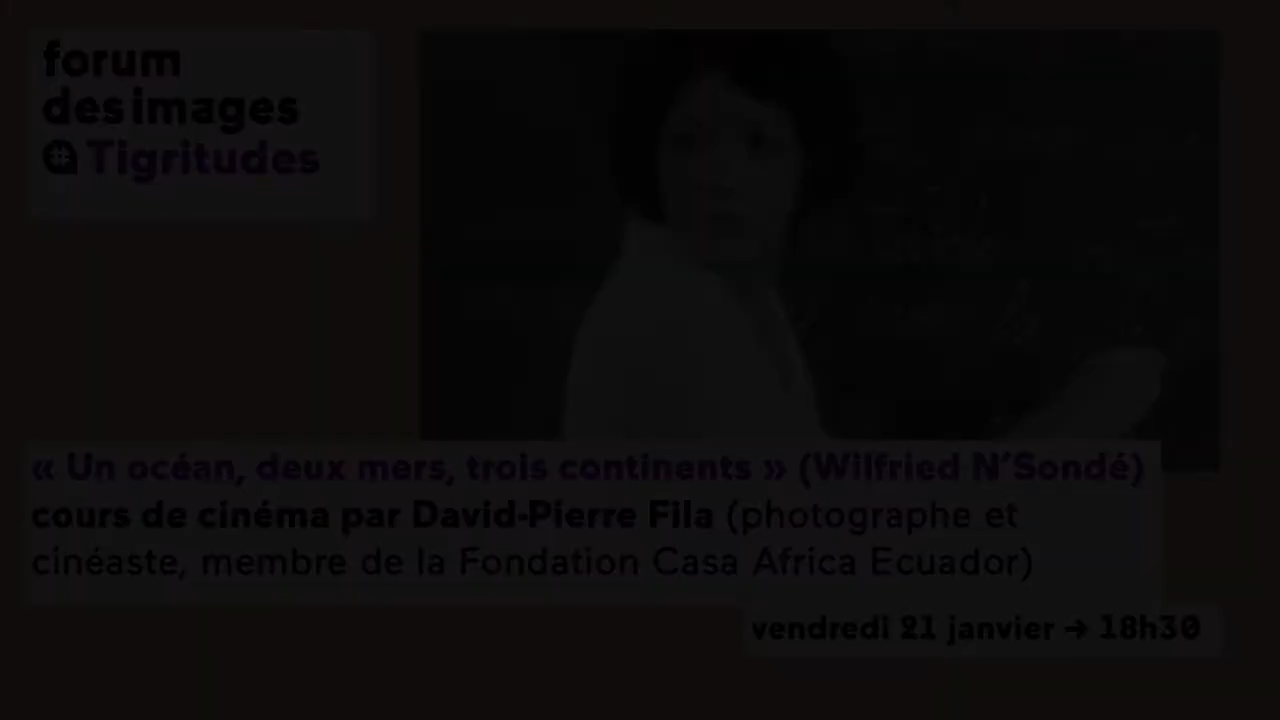 forum
des images
# Tigritudes
« Un océan, deux mers, trois continents » (Wilfried N’Sondé)
cours de cinéma par David-Pierre Fila (photographe et
cinéaste, membre de la Fondation Casa Africa Ecuador)
vendredi 21 janvier → 18h30